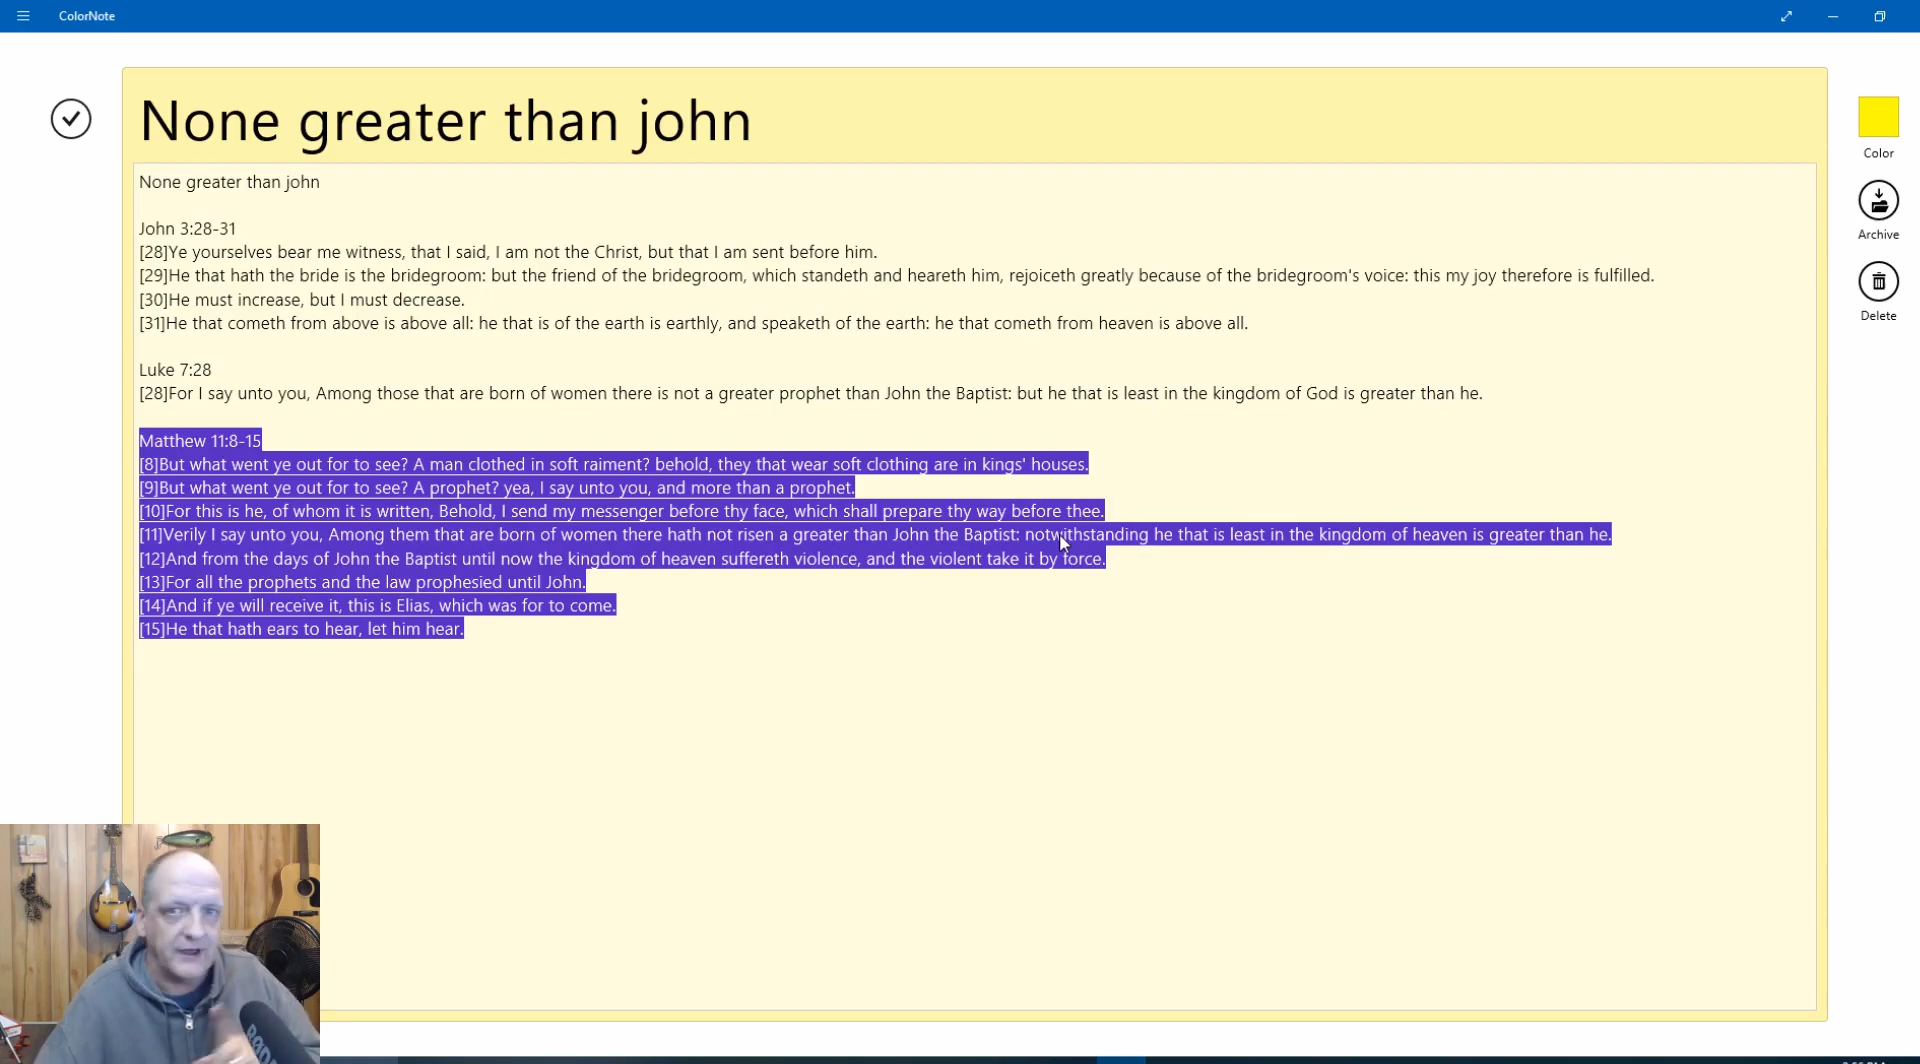 ColorNote
None greater than john
None greater than john
John 3:28-31
[28]Ye yourselves bear me witness, that I said, I am not the Christ, but that I am sent before him.
[29]He that hath the bride is the bridegroom: but the friend of the bridegroom, which standeth and heareth him, rejoiceth greatly because of the bridegroom's voice: this my joy therefore is fulfilled.
[30]He must increase, but I must decrease.
[31]He that cometh from above is above all: he that is of the earth is earthly, and speaketh of the earth: he that cometh from heaven is above all.
Luke 7:28
[28]For I say unto you, Among those that are born of women there is not a greater prophet than John the Baptist: but he that is least in the kingdom of God is greater than he.
Matthew 11:8-15
[8]But what went ye out for to see? A man clothed in soft raiment? behold, they that wear soft clothing are in kings' houses.
[9]But what went ye out for to see? A prophet? yea, I say unto you, and more than a prophet.
[10]For this is he, of whom it is written, Behold, I send my messenger before thy face, which shall prepare thy way before thee.
[11]Verily I say unto you, Among them that are born of women there hath not risen a greater than John the Baptist: notwithstanding he that is least in the kingdom of heaven is greater than he.
[12]And from the days of John the Baptist until now the kingdom of heaven suffereth violence, and the violent take it by force.
[13]For all the prophets and the law prophesied until John.
[14]And if ye will receive it, this is Elias, which was for to come.
[15]He that hath ears to hear, let him hear.
Color
Archive
Delete